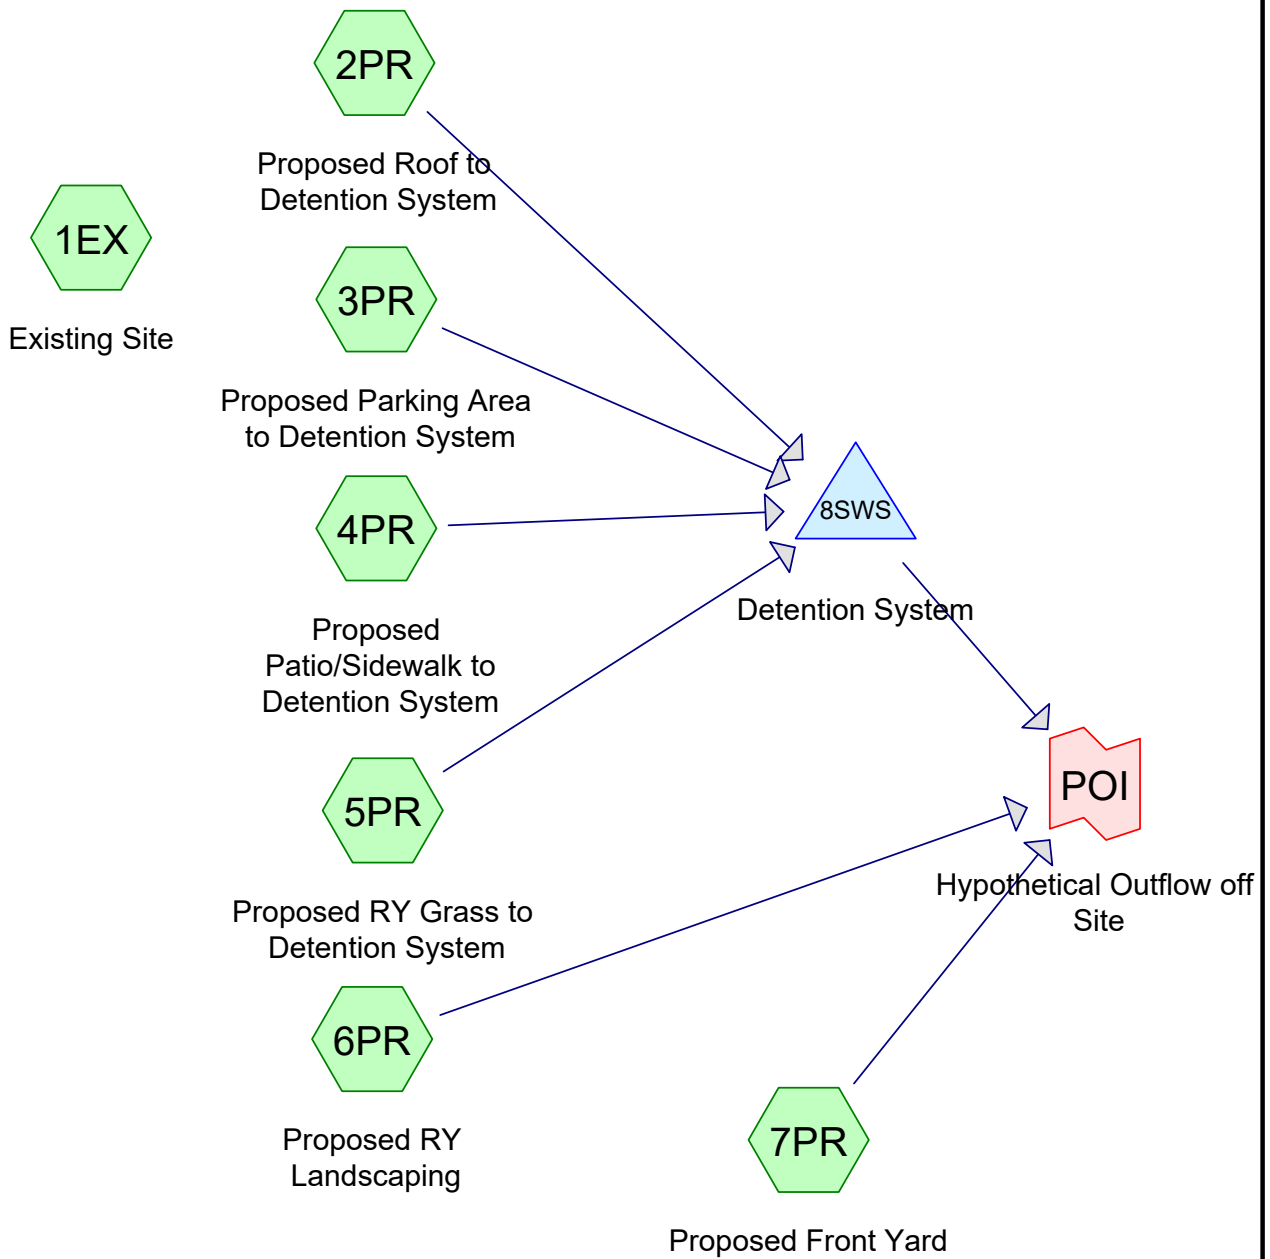 2PR
Proposed Roof to
Detention System
1EX
Existing Site
3PR
Proposed Parking Area
to Detention System
4PR
Proposed
Patio/Sidewalk to
Detention System
8SWS
Detention System
5PR
Proposed RY Grass to
Detention System
POI
Hypothetical Outflow off
Site
6PR
Proposed RY
Landscaping
7PR
Proposed Front Yard